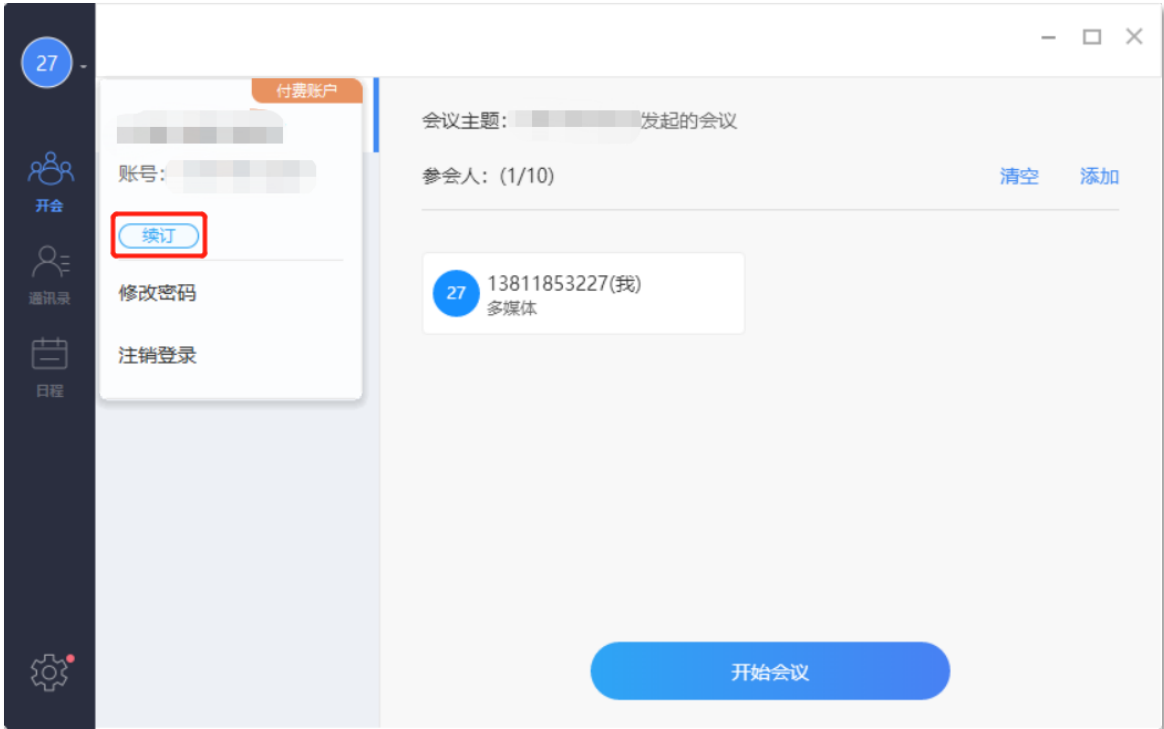 27
开会
通讯录
日程
付费账户
账号:
续订
修改密码
注销登录
会议主题: 发起的会议
参会人: (1/10)
清空 添加
27
13811853227(我)
多媒体
开始会议